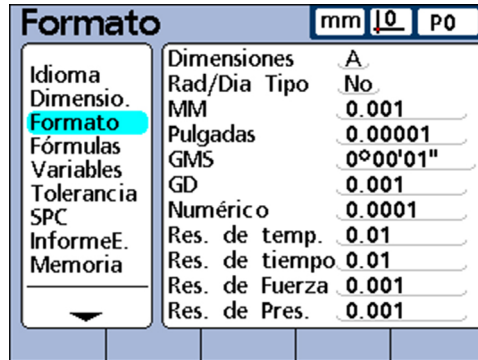 Formato
mm 0 P0
Idioma
Dimensio.
Formato
Fórmulas
Variables
Tolerancia
SPC
InformeE.
Memoria
Dimensiones A
Rad/Dia Tipo No
MM 0.001
Pulgadas 0.00001
GMS 0°00'01"
GD 0.001
Numérico 0.0001
Res. de temp. 0.01
Res. de tiempo 0.01
Res. de Fuerza 0.001
Res. de Pres. 0.001